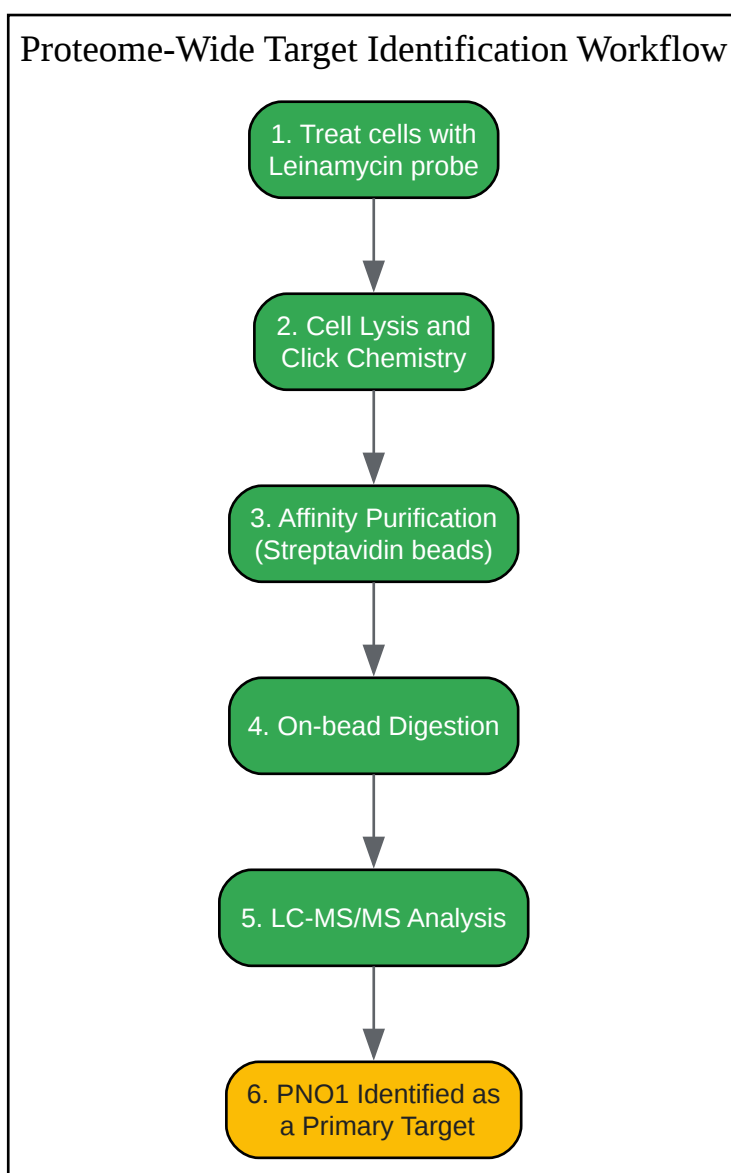 Proteome-Wide Target Identification Workflow
1. Treat cells with
Leinamycin probe
2. Cell Lysis and
Click Chemistry
3. Affinity Purification
(Streptavidin beads)
4. On-bead Digestion
5. LC-MS/MS Analysis
6. PNO1 Identified as
a Primary Target